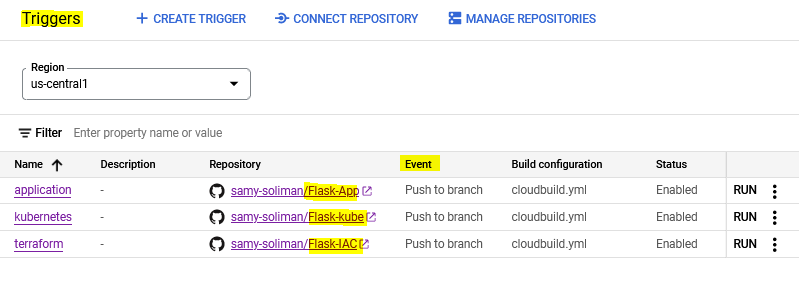 Triggers CREATE TRIGGER CONNECT REPOSITORY MANAGE REPOSITORIES
Region
us-central1
Filter Enter property name or value
Name Description Repository Event Build configuration Status
application - samy-soliman/Flask-App Push to branch cloudbuild.yml Enabled RUN
kubernetes - samy-soliman/Flask-kube Push to branch cloudbuild.yml Enabled RUN
terraform - samy-soliman/Flask-IAC Push to branch cloudbuild.yml Enabled RUN